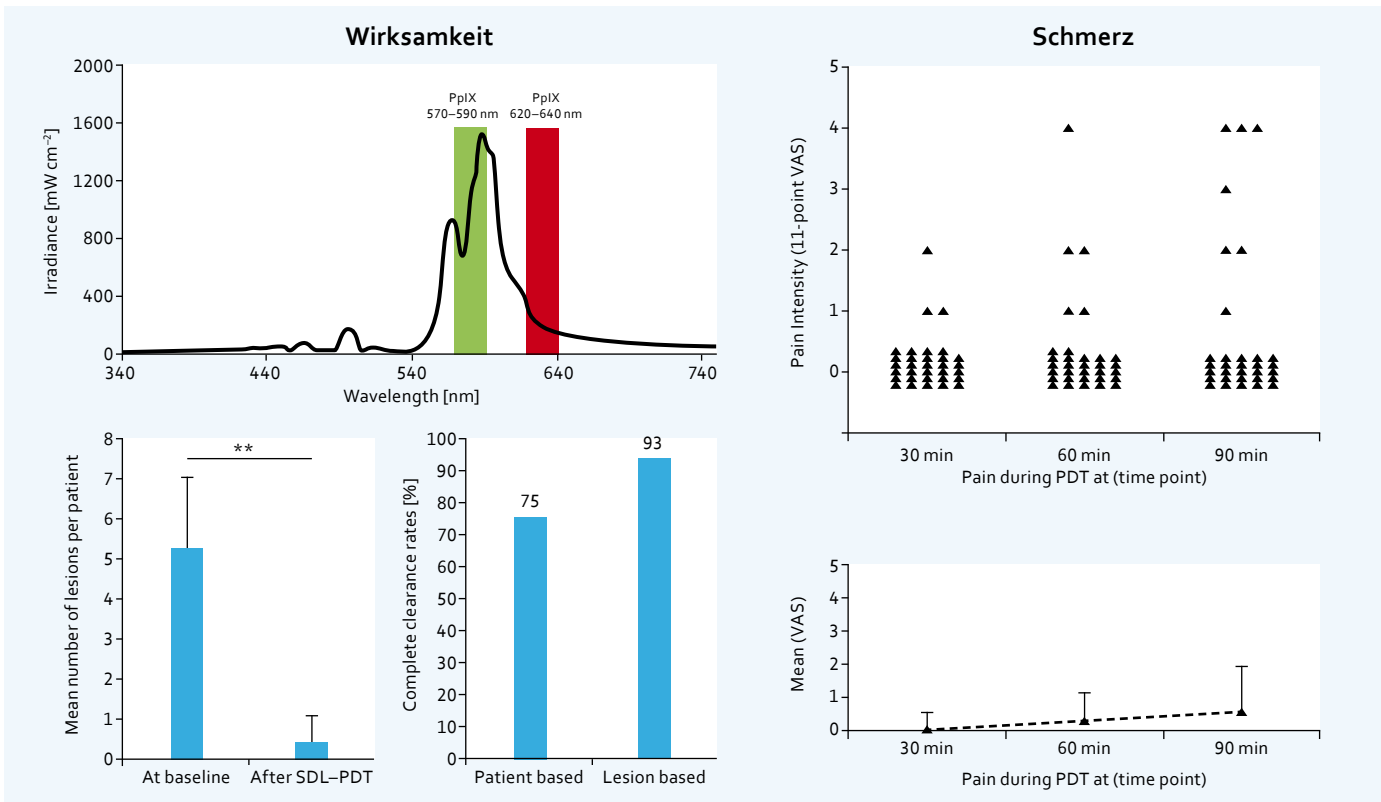 Wirksamkeit
2000
1600
1200
800
400
0
Irradiance [mW cm⁻²]
PpIX
570–590 nm
PpIX
620–640 nm
340
440
540
640
740
Wavelength [nm]
8
7
6
5
4
3
2
1
0
Mean number of lesions per patient
**
At baseline
After SDL–PDT
100
90
80
70
60
50
40
30
20
10
0
Complete clearance rates [%]
75
93
Patient based
Lesion based
Schmerz
5
4
3
2
1
0
Pain Intensity (11-point VAS)
30 min
60 min
90 min
Pain during PDT at (time point)
5
4
3
2
1
0
Mean (VAS)
30 min
60 min
90 min
Pain during PDT at (time point)